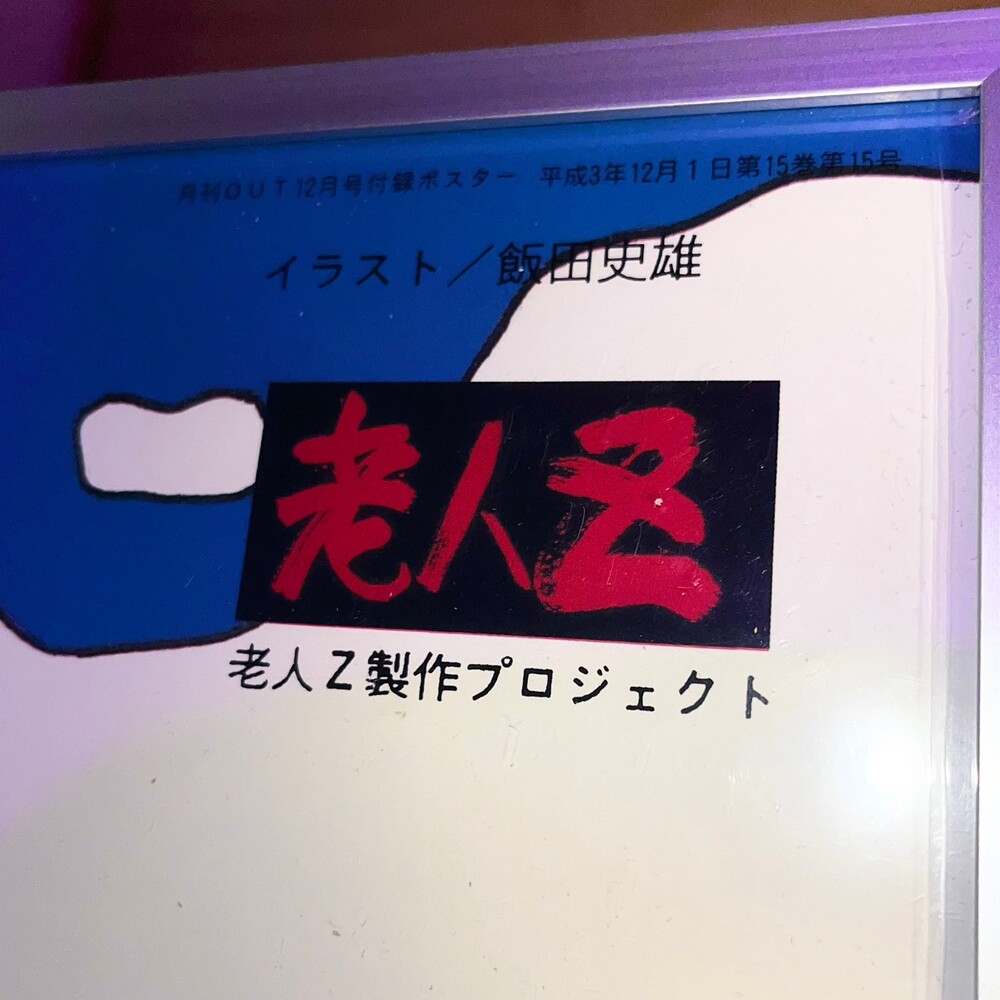 月刊OUT12月号付録ポスター 平成3年12月1日第15巻第15号
イラスト／飯田史雄
老人Z
老人Z製作プロジェクト